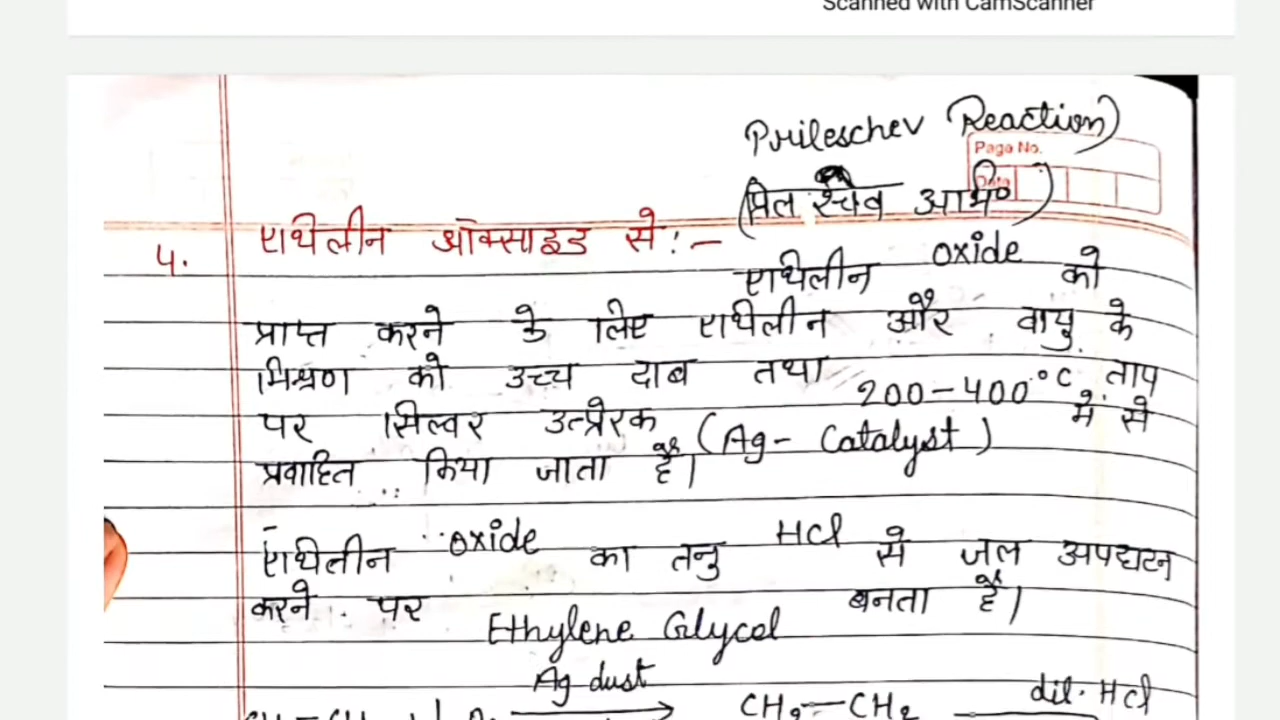 Scanned with CamScanner
Prileschev Reaction)
Page No.
(प्रिल श्चैव आभि०)
4. एथिलीन ऑक्साइड से:-
एथिलीन oxide को
प्राप्त करने के लिए एथिलीन और वायु के
मिश्रण को उच्च दाब तथा 200-400°C ताप
पर सिल्वर उत्प्रेरक (Ag- Catalyst) में से
प्रवाहित किया जाता है।
एथिलीन oxide का तनु HCl से जल अपघटन
करने पर Ethylene Glycol बनता है।
Ag dust
CH2-CH2 dil. HCl